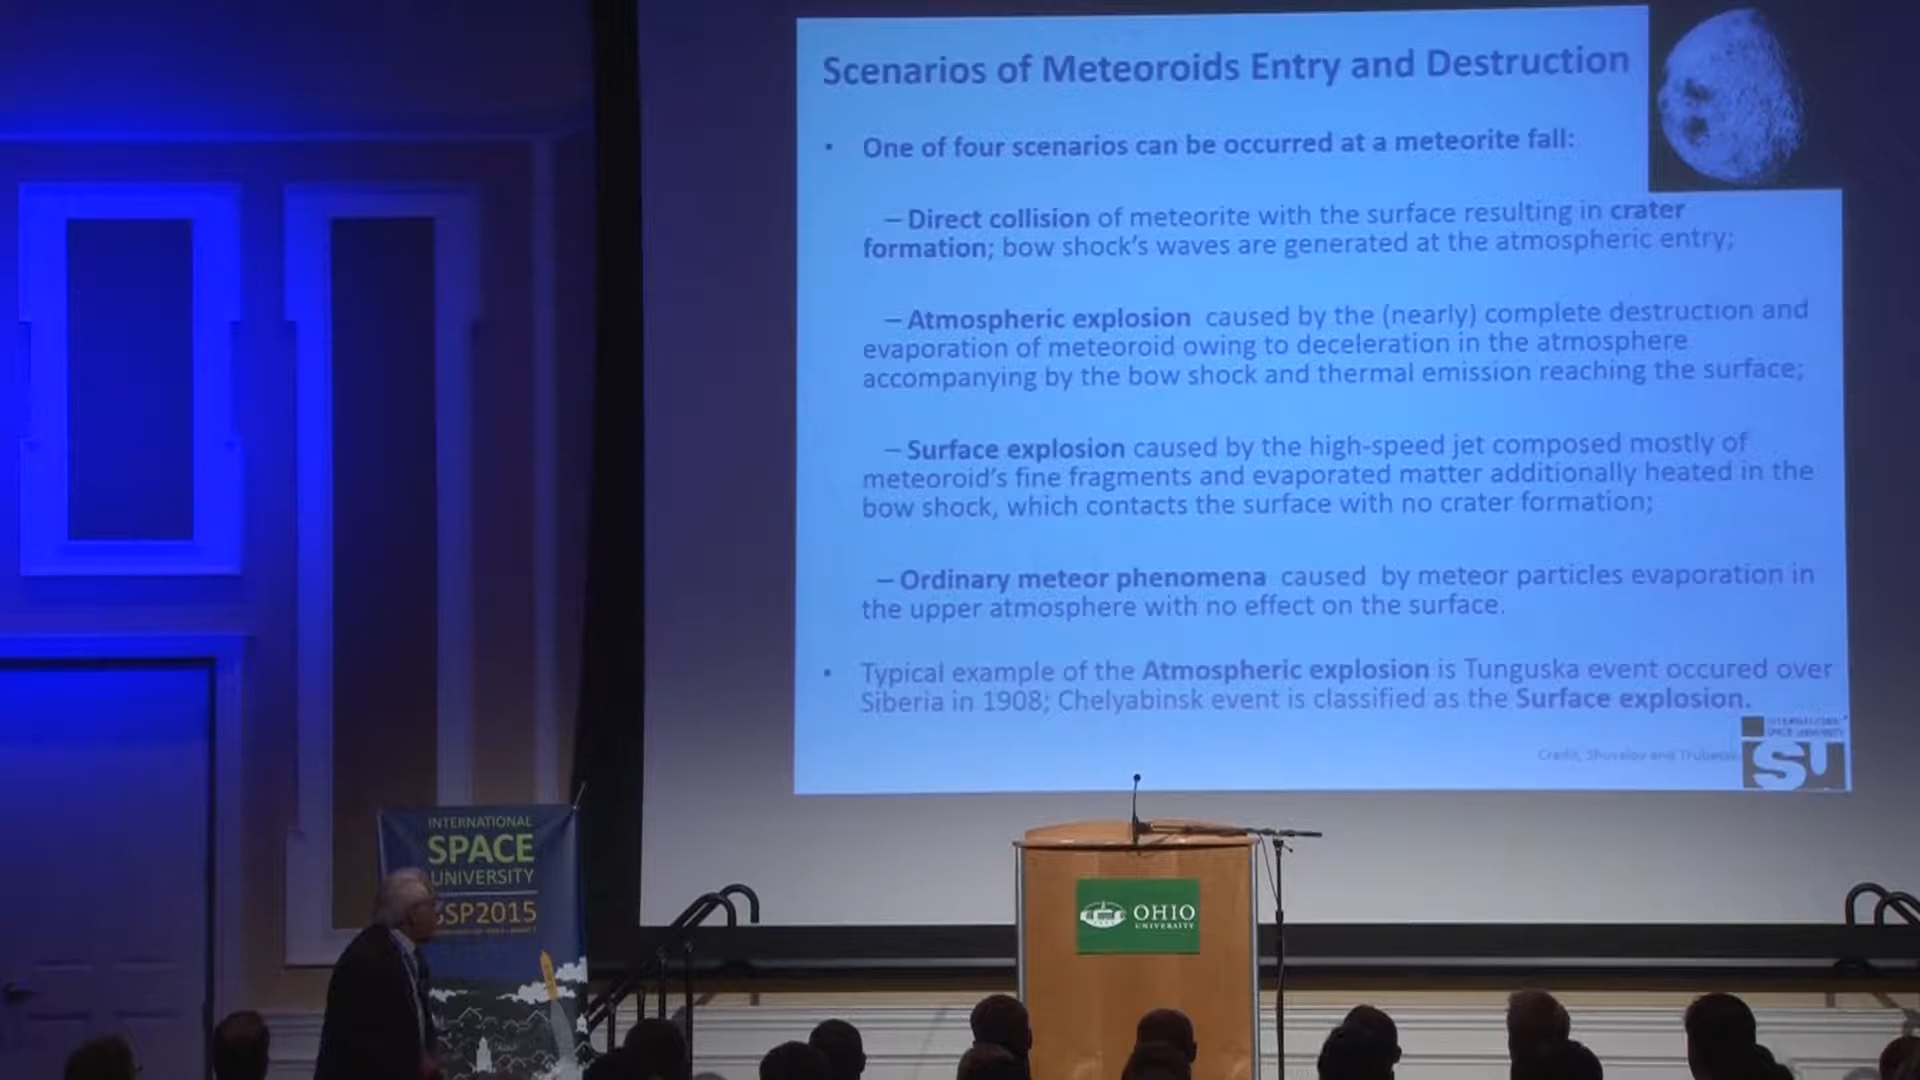 Scenarios of Meteoroids Entry and Destruction
• One of four scenarios can be occurred at a meteorite fall:
– Direct collision of meteorite with the surface resulting in crater
formation; bow shock's waves are generated at the atmospheric entry;
– Atmospheric explosion caused by the (nearly) complete destruction and
evaporation of meteoroid owing to deceleration in the atmosphere
accompanying by the bow shock and thermal emission reaching the surface;
– Surface explosion caused by the high-speed jet composed mostly of
meteoroid's fine fragments and evaporated matter additionally heated in the
bow shock, which contacts the surface with no crater formation;
– Ordinary meteor phenomena caused by meteor particles evaporation in
the upper atmosphere with no effect on the surface.
• Typical example of the Atmospheric explosion is Tunguska event occured over
Siberia in 1908; Chelyabinsk event is classified as the Surface explosion.
INTERNATIONAL
SPACE UNIVERSITY
Credit, Shuvalov and
ISU
INTERNATIONAL
SPACE
UNIVERSITY
SSP2015
OHIO
UNIVERSITY